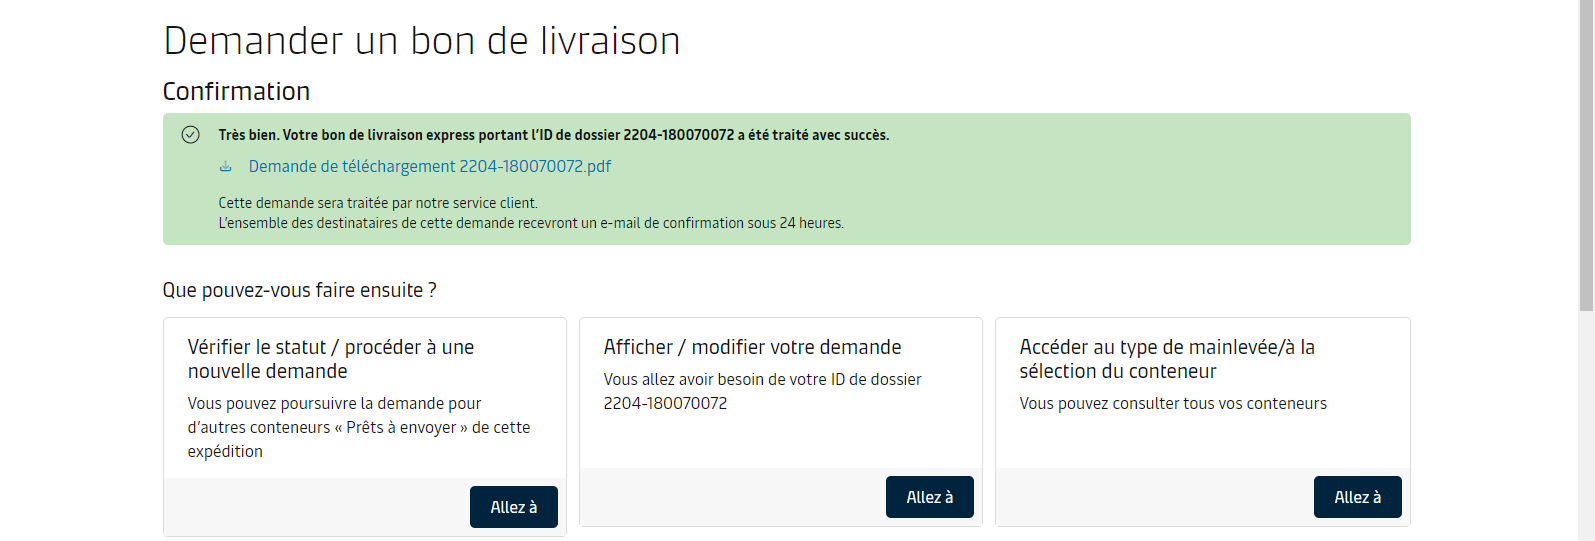 Demander un bon de livraison
Confirmation
Très bien. Votre bon de livraison express portant l’ID de dossier 2204-180070072 a été traité avec succès.
Demande de téléchargement 2204-180070072.pdf
Cette demande sera traitée par notre service client.
L’ensemble des destinataires de cette demande recevront un e-mail de confirmation sous 24 heures.
Que pouvez-vous faire ensuite ?
Vérifier le statut / procéder à une
nouvelle demande
Vous pouvez poursuivre la demande pour
d’autres conteneurs « Prêts à envoyer » de cette
expédition
Allez à
Afficher / modifier votre demande
Vous allez avoir besoin de votre ID de dossier
2204-180070072
Allez à
Accéder au type de mainlevée/à la
sélection du conteneur
Vous pouvez consulter tous vos conteneurs
Allez à